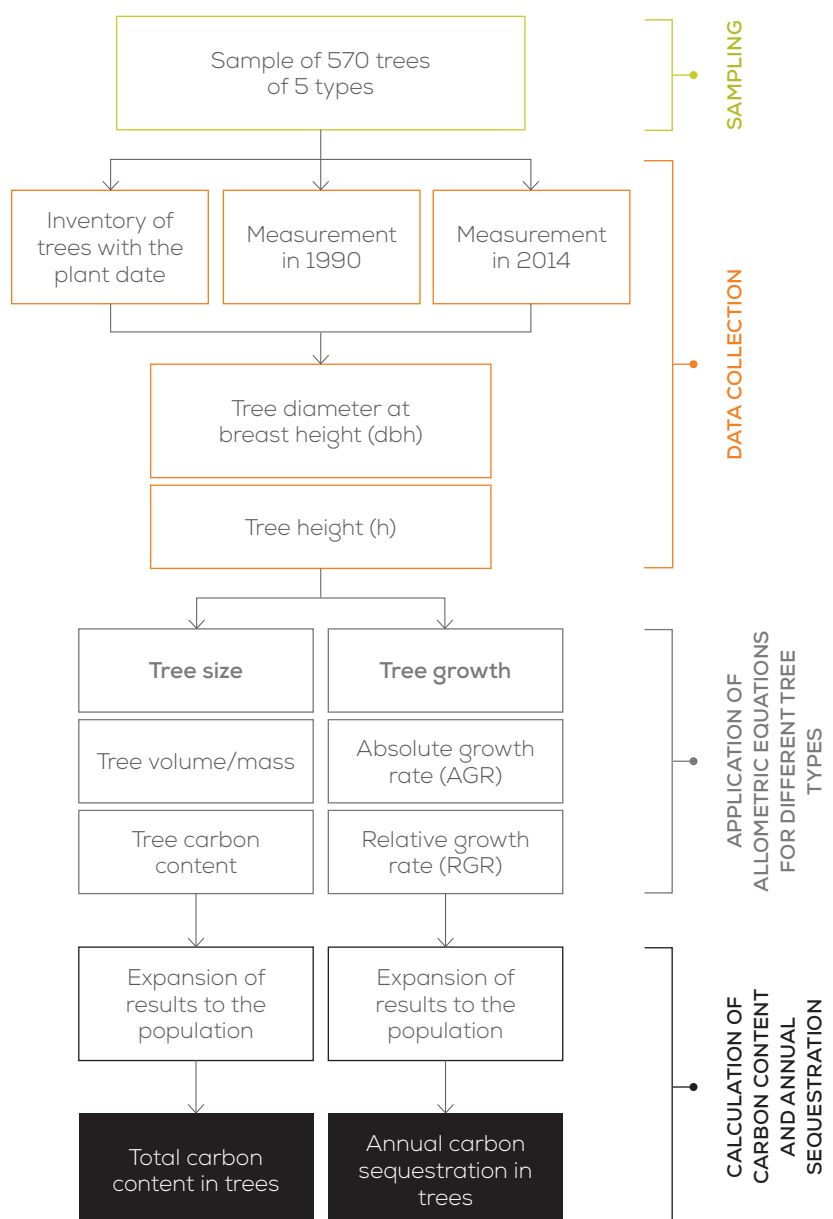 Sample of 570 trees
of 5 types
SAMPLING
Inventory of
trees with the
plant date
Measurement
in 1990
Measurement
in 2014
Tree diameter at
breast height (dbh)
Tree height (h)
DATA COLLECTION
Tree size
Tree growth
Tree volume/mass
Absolute growth
rate (AGR)
Tree carbon
content
Relative growth
rate (RGR)
APPLICATION OF
ALLOMETRIC EQUATIONS
FOR DIFFERENT TREE
TYPES
Expansion of
results to the
population
Expansion of
results to the
population
Total carbon
content in trees
Annual carbon
sequestration in
trees
CALCULATION OF
CARBON CONTENT
AND ANNUAL
SEQUESTRATION